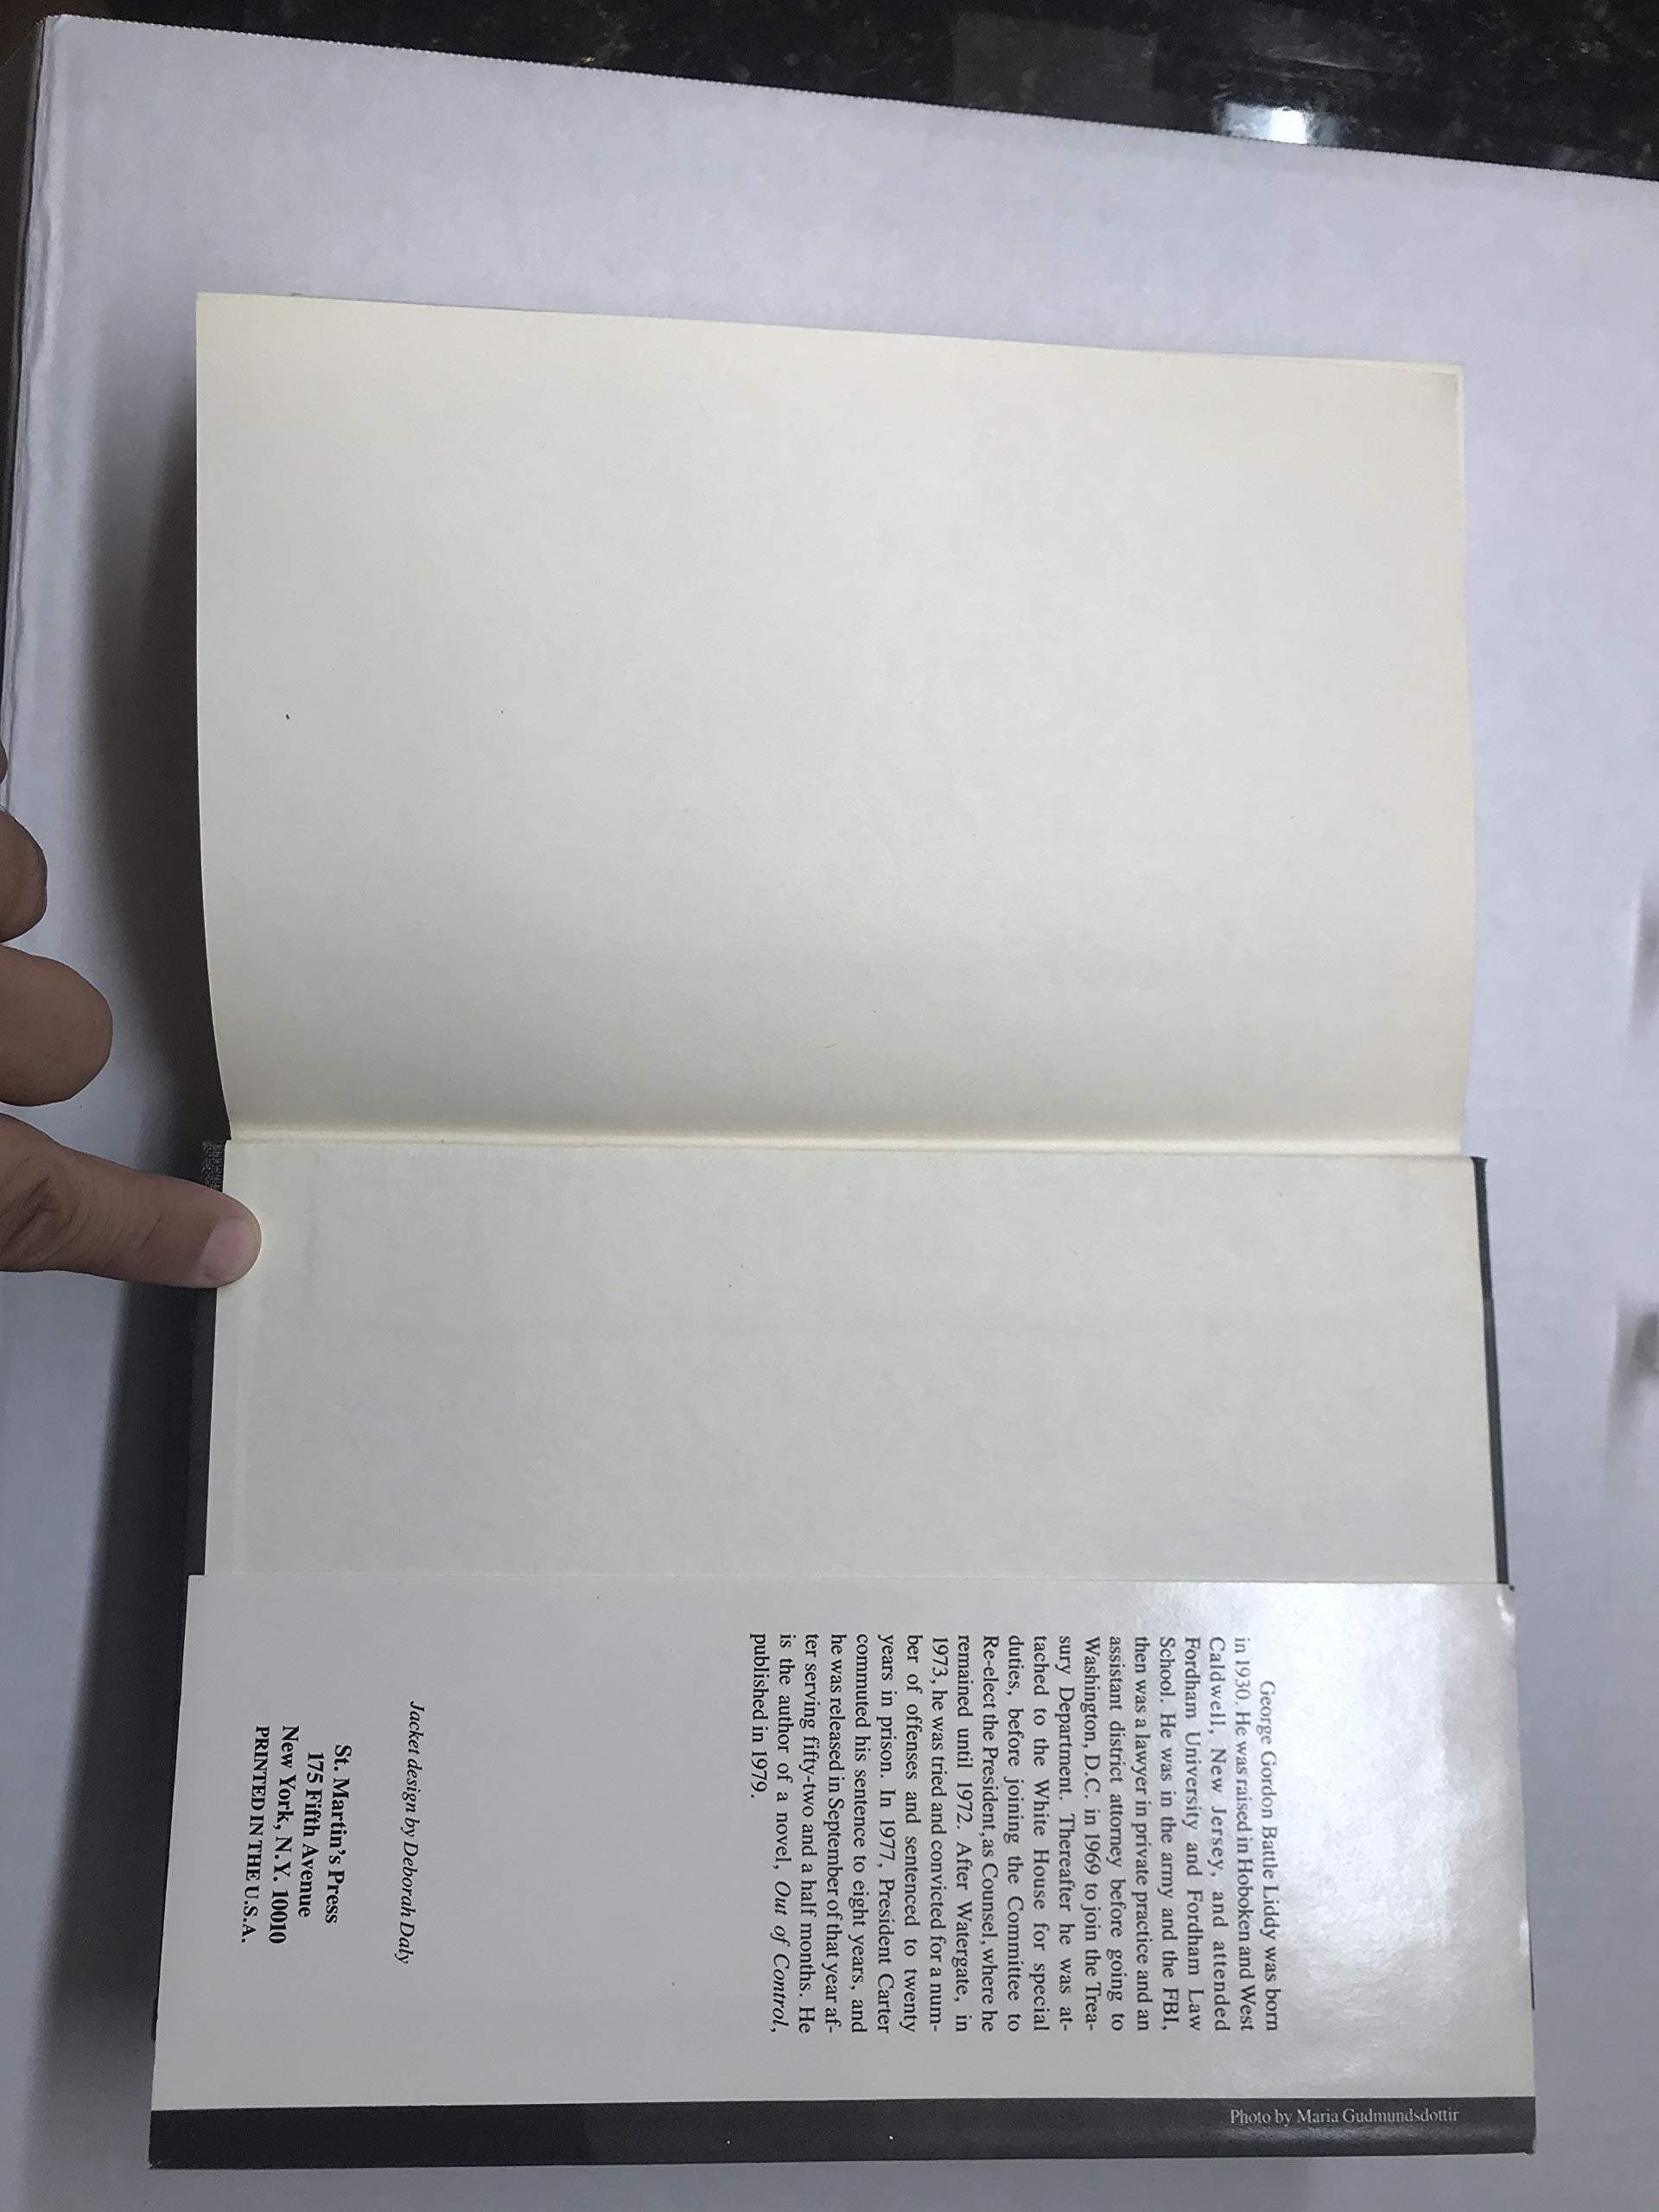 George Gordon Battle Liddy was born
in 1930. He was raised in Hoboken and West
Caldwell, New Jersey, and attended
Fordham University and Fordham Law
School. He was in the army and the FBI,
then was a lawyer in private practice and an
assistant district attorney before going to
Washington, D.C. in 1969 to join the Trea-
sury Department. Thereafter he was at-
tached to the White House for special
duties, before joining the Committee to
Re-elect the President, as Counsel, where he
remained until 1972. After Watergate, in
1973, he was tried and convicted for a num-
ber of offenses and sentenced to twenty
years in prison. In 1977, President Carter
commuted his sentence to eight years, and
he was released in September of that year af-
ter serving fifty-two and a half months. He
is the author of a novel, Out of Control,
published in 1979.
Jacket design by Deborah Daly
St. Martin's Press
175 Fifth Avenue
New York, N.Y. 10010
PRINTED IN THE U.S.A.
Photo by Maria Gudmundsdottir